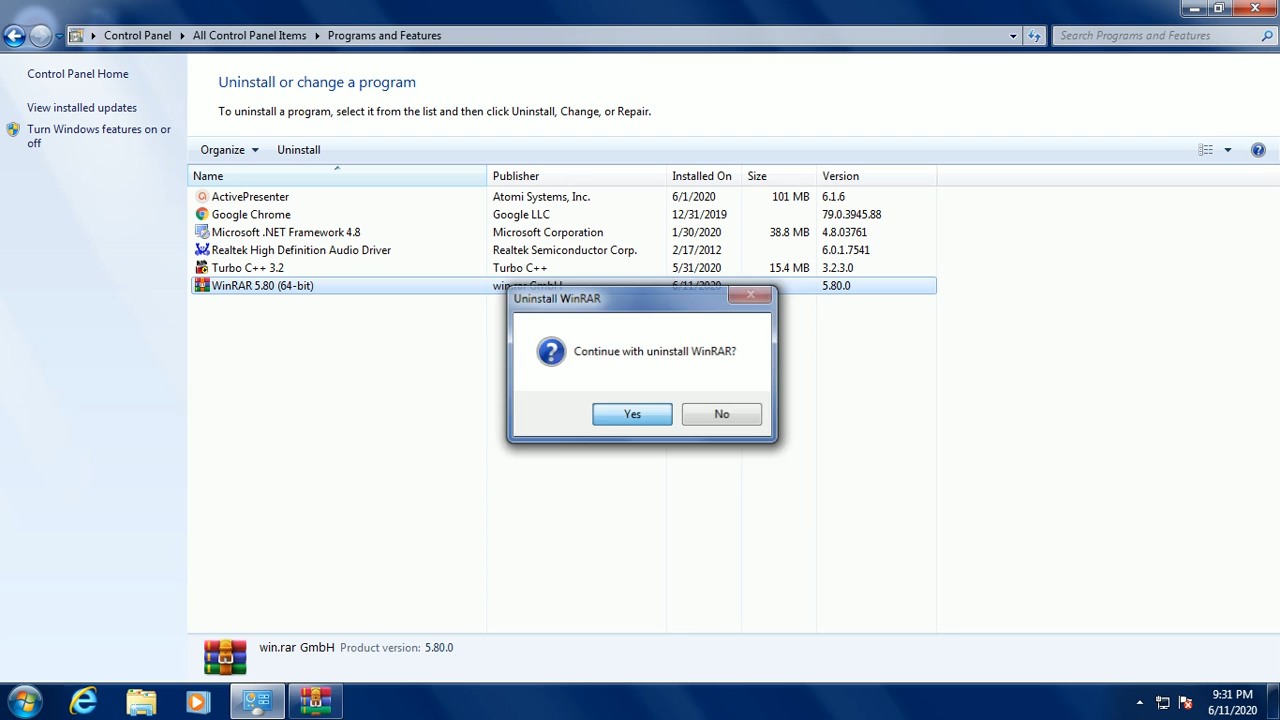 Control Panel All Control Panel Items Programs and Features
Search Programs and Features
Control Panel Home
View installed updates
Turn Windows features on or
off
Uninstall or change a program
To uninstall a program, select it from the list and then click Uninstall, Change, or Repair.
Organize Uninstall
Name Publisher Installed On Size Version
ActivePresenter Atomi Systems, Inc. 6/1/2020 101 MB 6.1.6
Google Chrome Google LLC 12/31/2019 79.0.3945.88
Microsoft .NET Framework 4.8 Microsoft Corporation 1/30/2020 38.8 MB 4.8.03761
Realtek High Definition Audio Driver Realtek Semiconductor Corp. 2/17/2012 6.0.1.7541
Turbo C++ 3.2 Turbo C++ 5/31/2020 15.4 MB 3.2.3.0
WinRAR 5.80 (64-bit) win.rar GmbH 6/11/2020 5.80.0
Uninstall WinRAR
Continue with uninstall WinRAR?
Yes No
win.rar GmbH Product version: 5.80.0
9:31 PM
6/11/2020